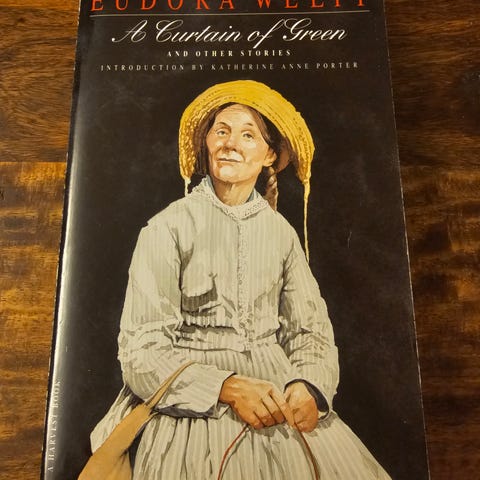 EUDORA WELTY
A Curtain of Green
AND OTHER STORIES
INTRODUCTION BY KATHERINE ANNE PORTER
A HARVEST BOOK